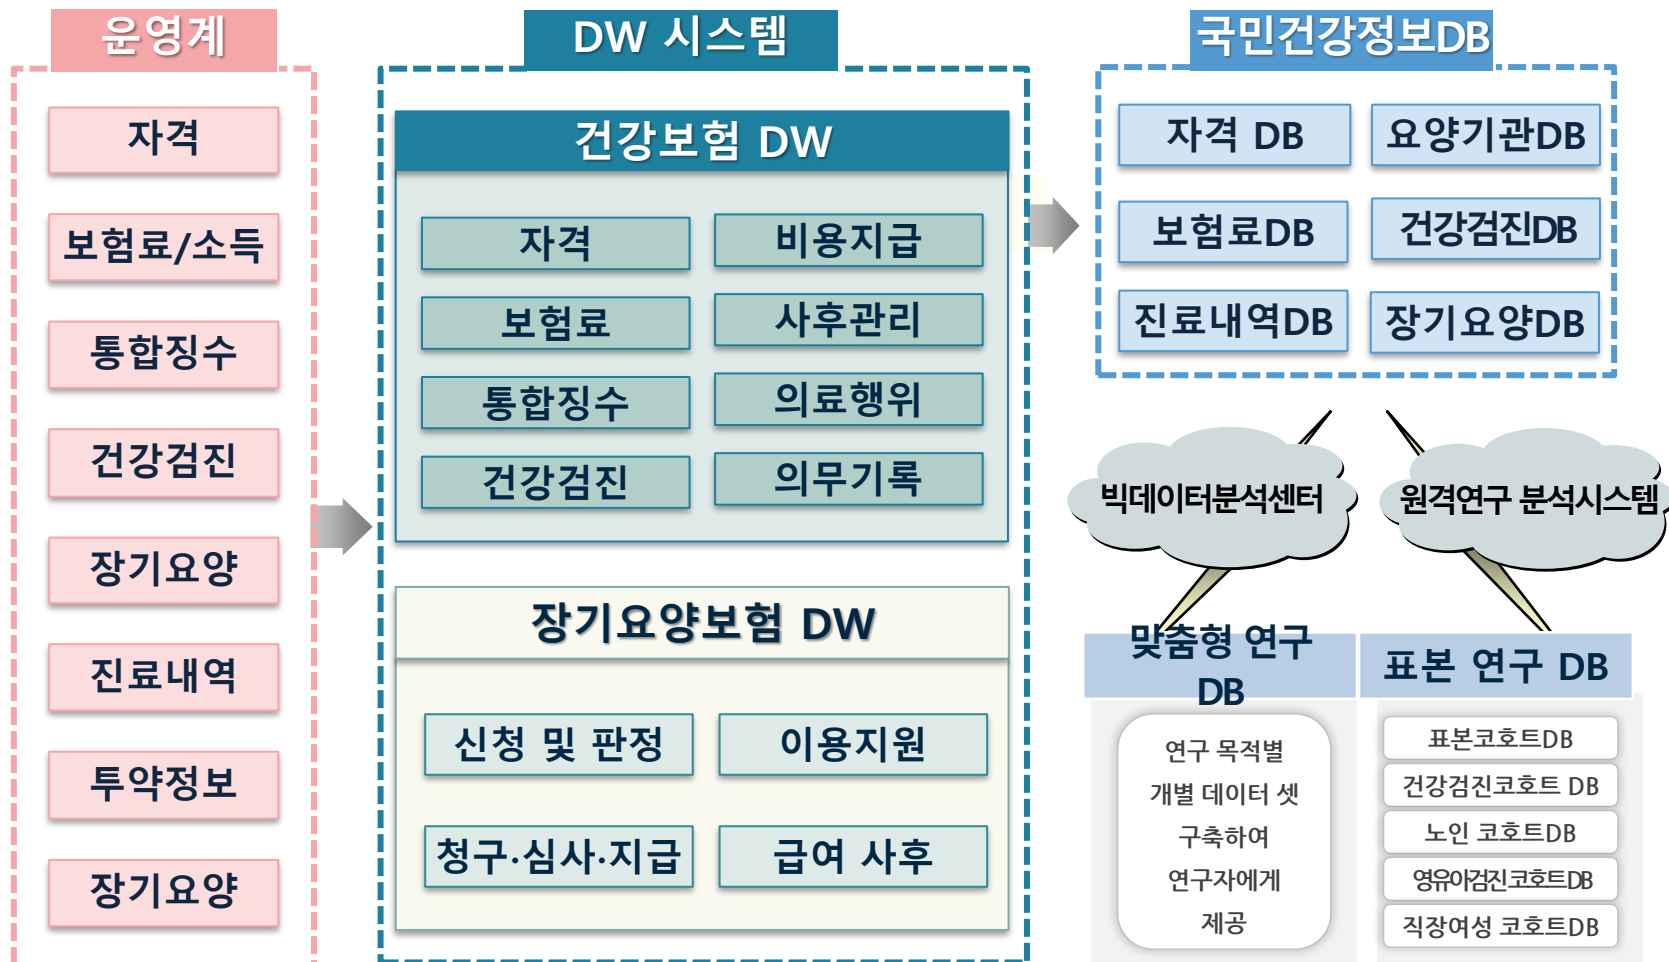 운영계
자격
보험료/소득
통합징수
건강검진
장기요양
진료내역
투약정보
장기요양
DW 시스템
건강보험 DW
자격
비용지급
보험료
사후관리
통합징수
의료행위
건강검진
의무기록
장기요양보험 DW
신청 및 판정
이용지원
청구·심사·지급
급여 사후
국민건강정보DB
자격 DB
요양기관DB
보험료DB
건강검진DB
진료내역DB
장기요양DB
빅데이터분석센터
원격연구 분석시스템
맞춤형 연구
DB
연구 목적별
개별 데이터 셋
구축하여
연구자에게
제공
표본 연구 DB
표본코호트DB
건강검진코호트 DB
노인 코호트DB
영유아검진코호트DB
직장여성 코호트DB